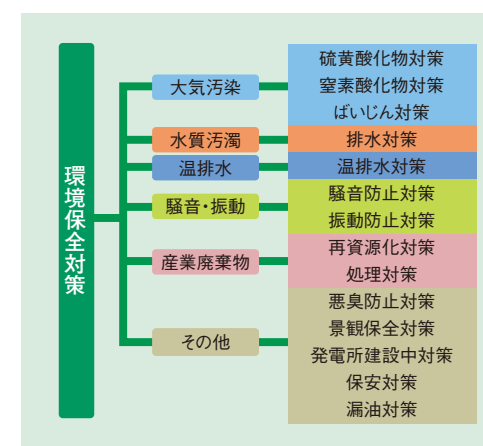 環境保全対策
大気汚染
硫黄酸化物対策
窒素酸化物対策
ばいじん対策
水質汚濁
排水対策
温排水
温排水対策
騒音・振動
騒音防止対策
振動防止対策
産業廃棄物
再資源化対策
処理対策
その他
悪臭防止対策
景観保全対策
発電所建設中対策
保安対策
漏油対策